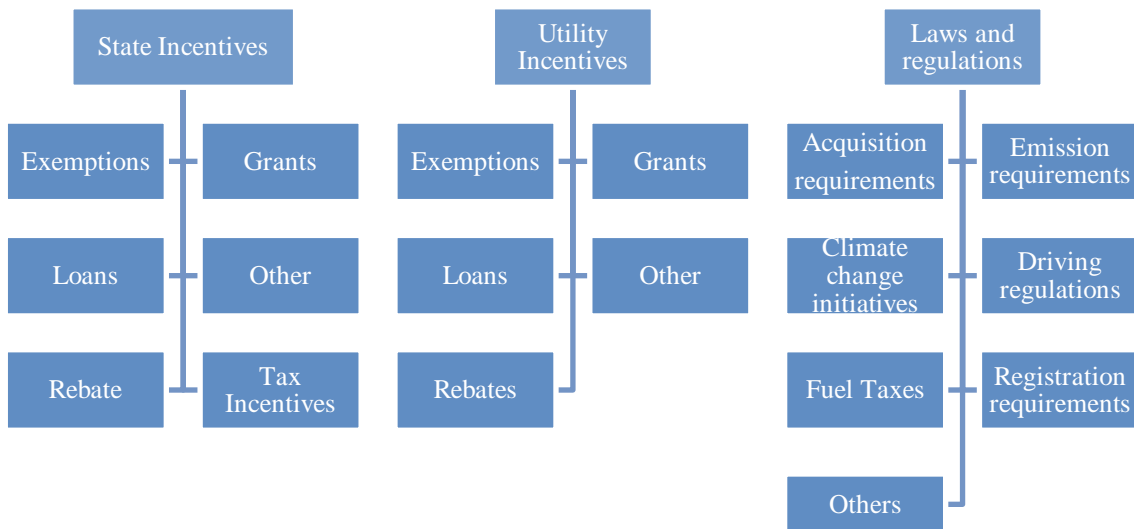 State Incentives
Exemptions
Grants
Loans
Other
Rebate
Tax
Incentives
Utility
Incentives
Exemptions
Grants
Loans
Other
Rebates
Laws and
regulations
Acquisition
requirements
Emission
requirements
Climate
change
initiatives
Driving
regulations
Fuel Taxes
Registration
requirements
Others